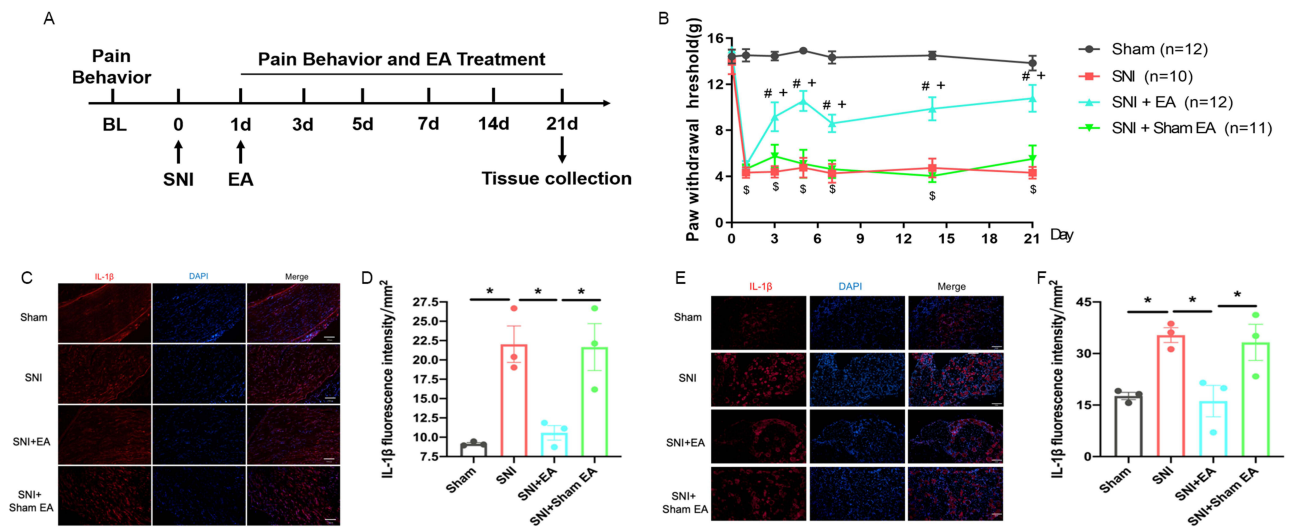 A
Pain
Behavior
Pain Behavior and EA Treatment
BL
0
1d
3d
5d
7d
14d
21d
SNI
EA
Tissue collection
B
Paw withdrawal hreshold(g)
16
12
8
4
0
# +
# +
# +
# +
# +
$
$
$
$
$
$
0
3
6
9
12
15
18
21
Day
Sham (n=12)
SNI (n=10)
SNI + EA (n=12)
SNI + Sham EA (n=11)
C
IL-1β
DAPI
Merge
Sham
SNI
SNI+EA
SNI+
Sham EA
D
IL-1β fluorescence intensity/mm²
27.5
25.0
22.5
20.0
17.5
15.0
12.5
10.0
7.5
*
*
*
Sham
SNI
SNI+EA
SNI+Sham EA
E
IL-1β
DAPI
Merge
Sham
SNI
SNI+EA
SNI+
Sham EA
F
IL-1β fluorescence intensity/mm²
45
30
15
0
*
*
*
Sham
SNI
SNI+EA
SNI+Sham EA